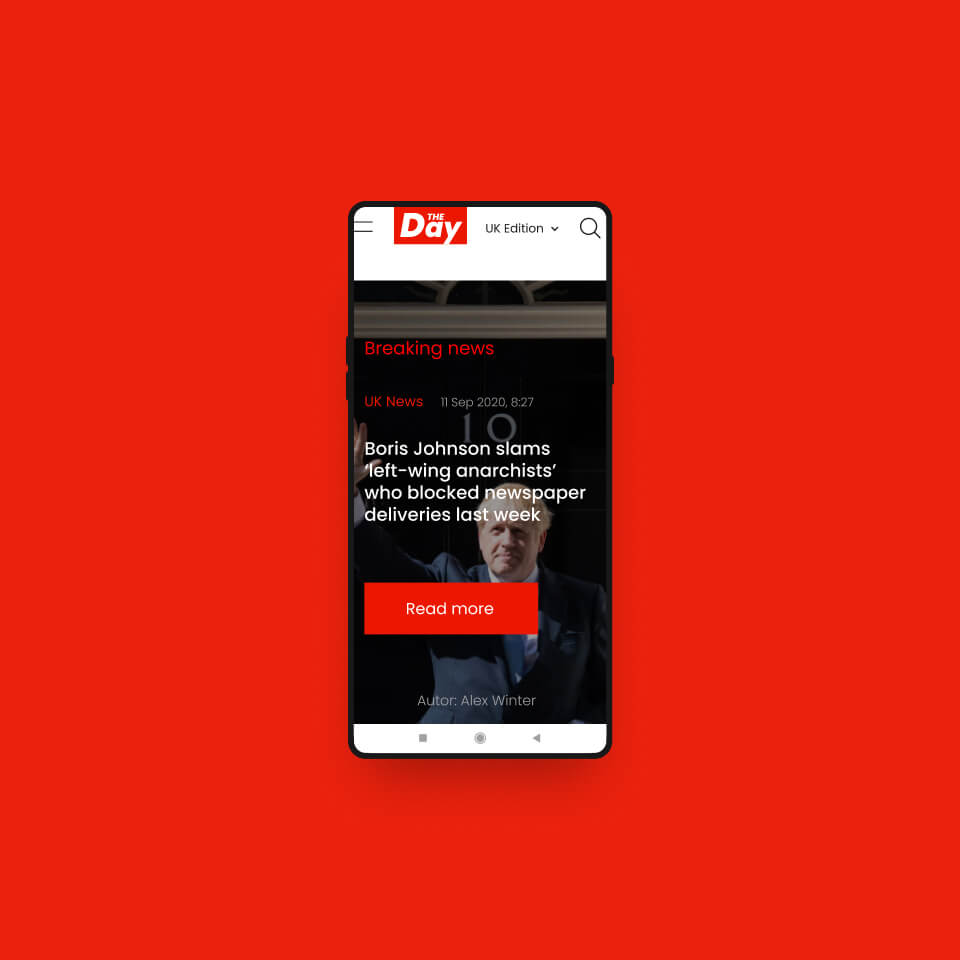 THE
Day
UK Edition
Breaking news
UK News 11 Sep 2020, 8:27
10
Boris Johnson slams
‘left-wing anarchists’
who blocked newspaper
deliveries last week
Read more
Autor: Alex Winter